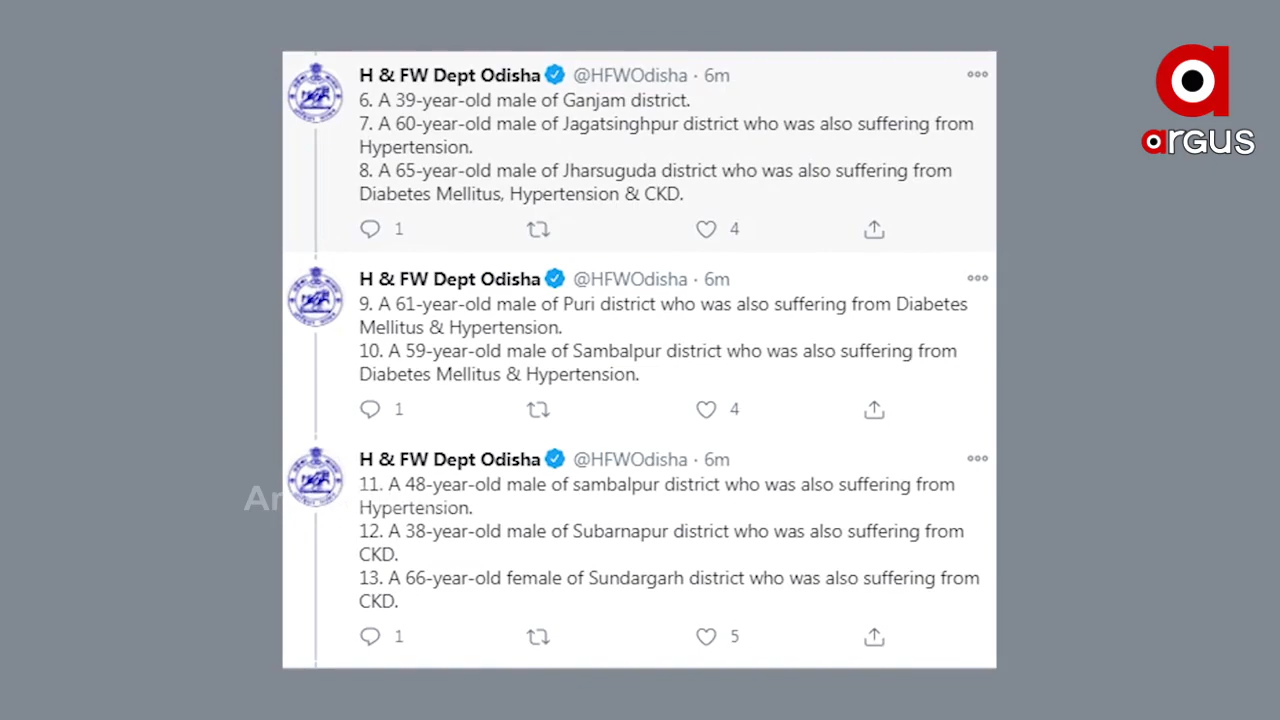 H & FW Dept Odisha @HFWOdisha · 6m
6. A 39-year-old male of Ganjam district.
7. A 60-year-old male of Jagatsinghpur district who was also suffering from
Hypertension.
8. A 65-year-old male of Jharsuguda district who was also suffering from
Diabetes Mellitus, Hypertension & CKD.
1 4
H & FW Dept Odisha @HFWOdisha · 6m
9. A 61-year-old male of Puri district who was also suffering from Diabetes
Mellitus & Hypertension.
10. A 59-year-old male of Sambalpur district who was also suffering from
Diabetes Mellitus & Hypertension.
1 4
H & FW Dept Odisha @HFWOdisha · 6m
11. A 48-year-old male of sambalpur district who was also suffering from
Hypertension.
12. A 38-year-old male of Subarnapur district who was also suffering from
CKD.
13. A 66-year-old female of Sundargarh district who was also suffering from
CKD.
1 5
argus